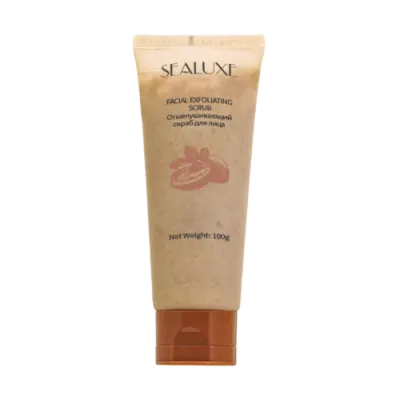 SEALUXE
FACIAL EXFOLIATING
SCRUB
Отшелушивающий
скраб для лица
Net Weight: 100g